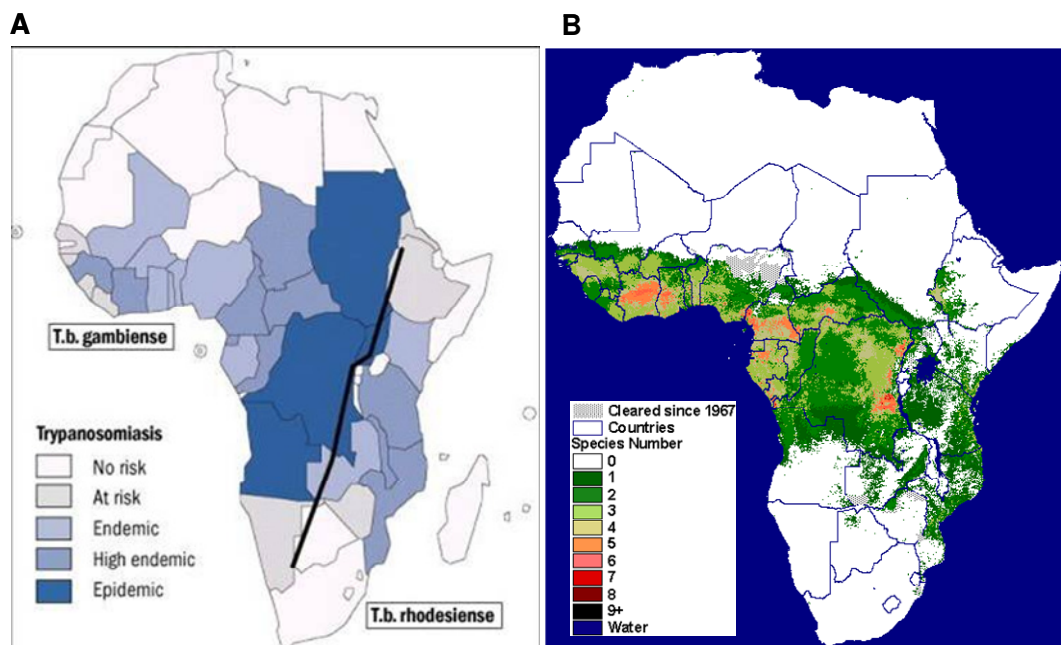 A
B
T.b. gambiense
Trypanosomiasis
No risk
At risk
Endemic
High endemic
Epidemic
T.b. rhodesiense
Cleared since 1967
Countries
Species Number
0
1
2
3
4
5
6
7
8
9+
Water